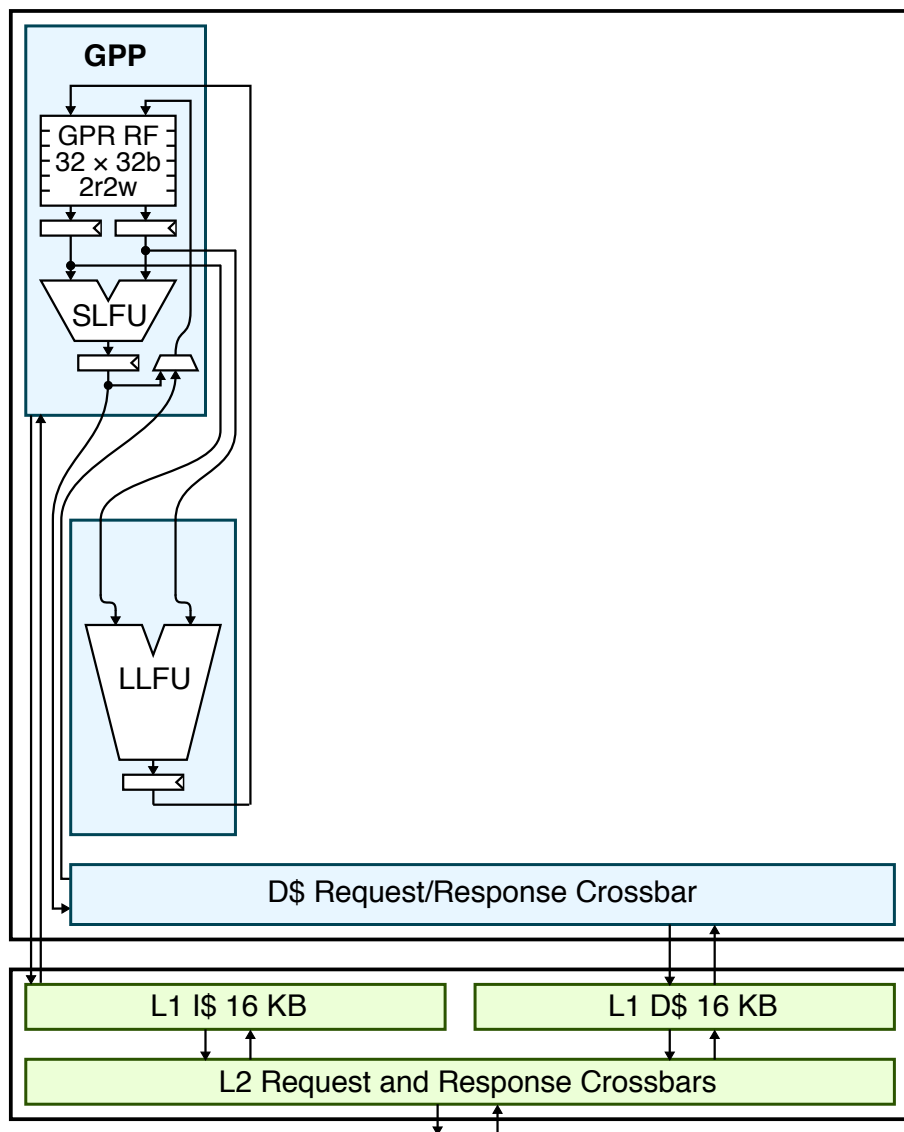 GPP
GPR RF
32 × 32b
2r2w
SLFU
LLFU
D$ Request/Response Crossbar
L1 I$ 16 KB
L1 D$ 16 KB
L2 Request and Response Crossbars